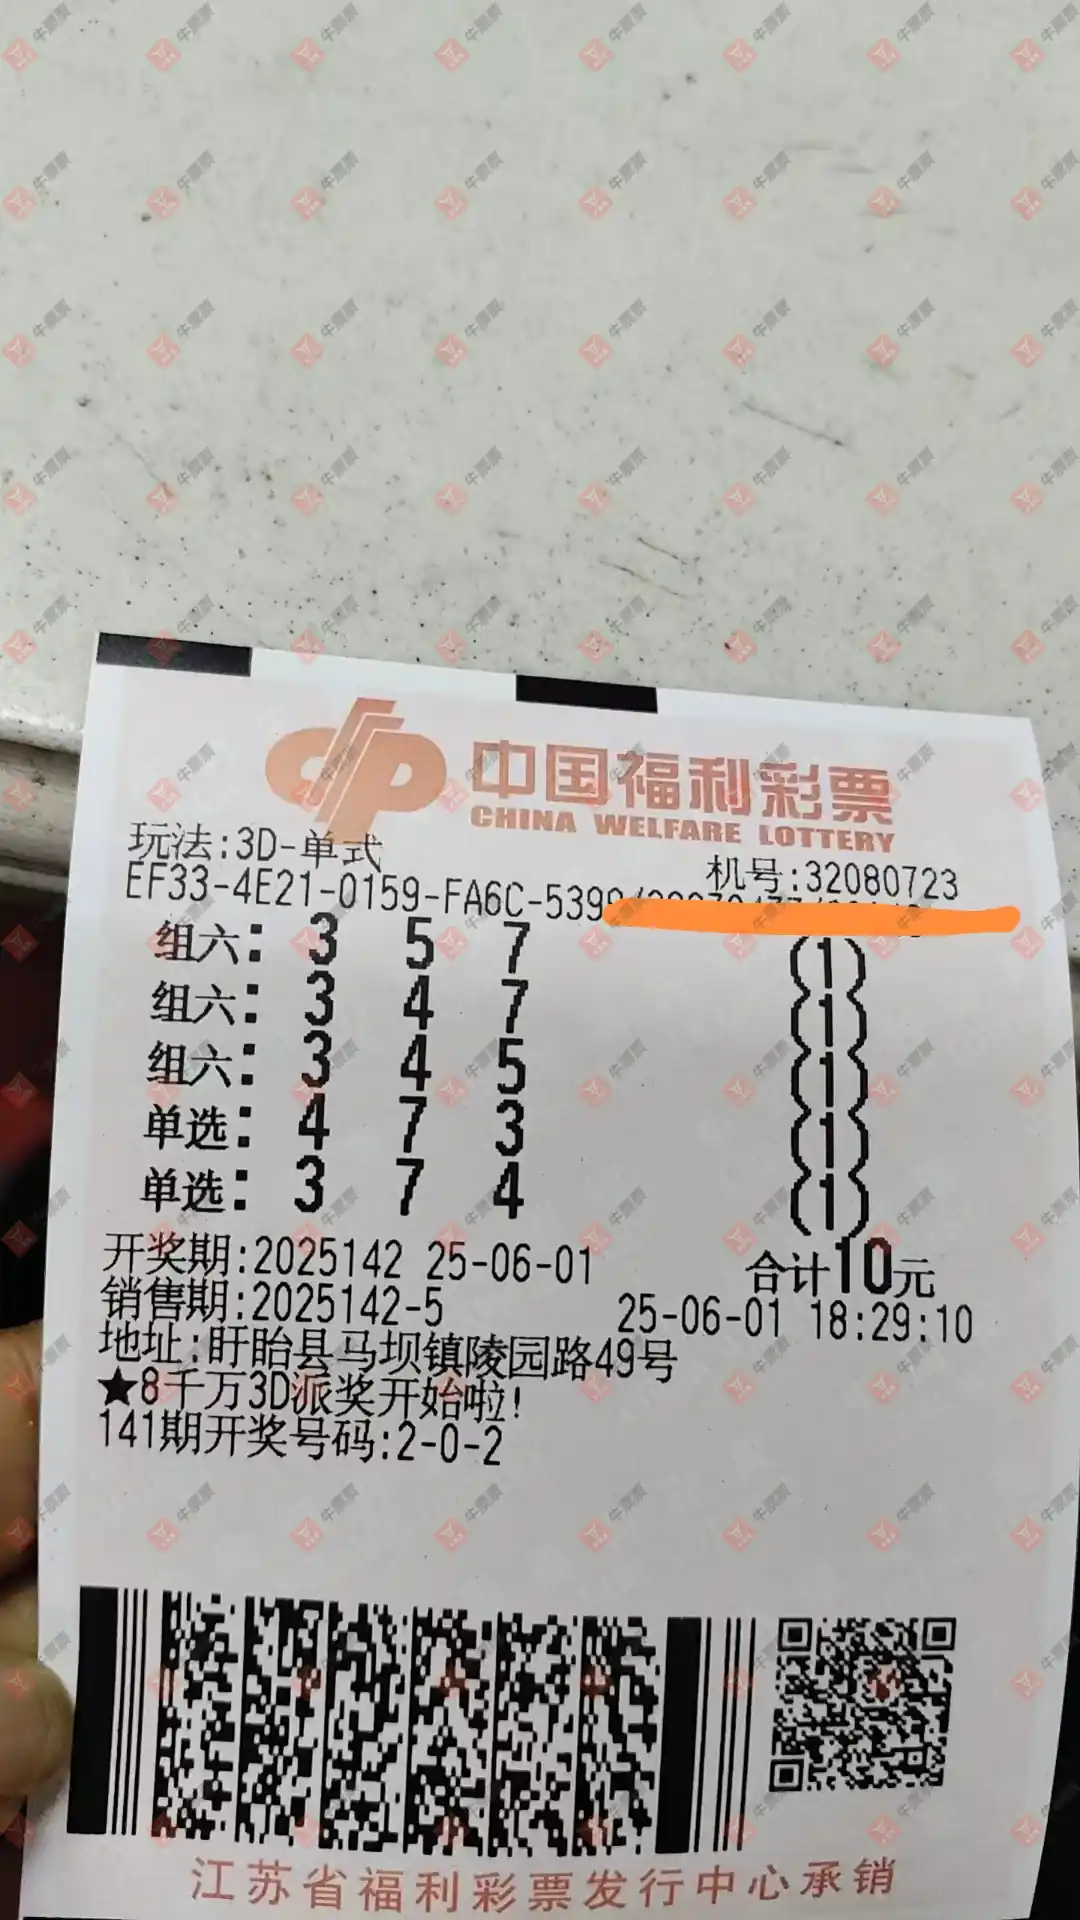 中国福利彩票
CHINA WELFARE LOTTERY
玩法:3D-单式
机号:32080723
EF33-4E21-0159-FA6C-539
组六: 3 5 7 (1)
组六: 3 4 7 (1)
组六: 3 4 5 (1)
单选: 4 7 3 (1)
单选: 3 7 4 (1)
开奖期:2025142 25-06-01 合计10元
销售期:2025142-5 25-06-01 18:29:10
地址:盱眙县马坝镇陵园路49号
★8千万3D派奖开始啦!
141期开奖号码:2-0-2
江苏省福利彩票发行中心承销
牛票票